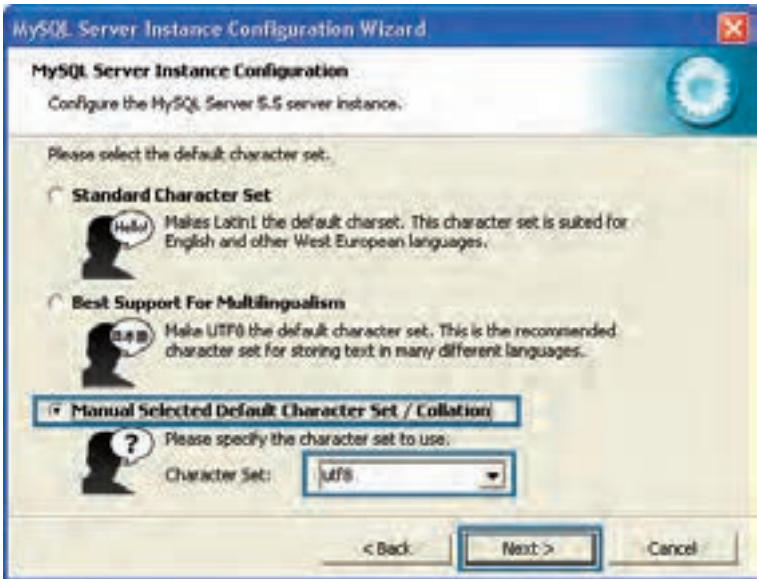 MySQL Server Instance Configuration Wizard
MySQL Server Instance Configuration
Configure the MySQL Server 5.5 server instance.
Please select the default character set.
Standard Character Set
Hello!
Makes Latin1 the default charset. This character set is suited for
English and other West European languages.
Best Support For Multilingualism
Make UTF8 the default character set. This is the recommended
character set for storing text in many different languages.
Manual Selected Default Character Set / Collation
?
Please specify the character set to use.
Character Set:
utf8
< Back
Next >
Cancel